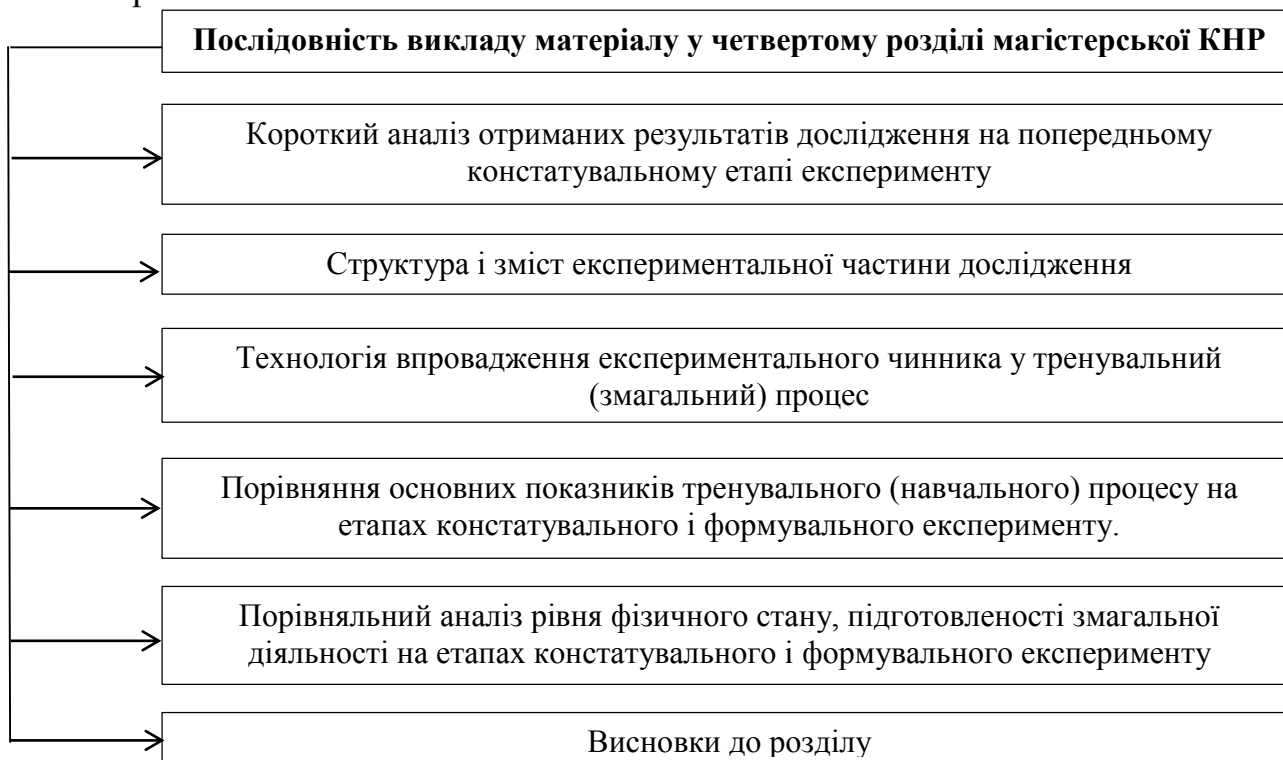 Послідовність викладу матеріалу у четвертому розділі магістерської КНР
Короткий аналіз отриманих результатів дослідження на попередньому
констатувальному етапі експерименту
Структура і зміст експериментальної частини дослідження
Технологія впровадження експериментального чинника у тренувальний
(змагальний) процес
Порівняння основних показників тренувального (навчального) процесу на
етапах констатувального і формувального експерименту.
Порівняльний аналіз рівня фізичного стану, підготовленості змагальної
діяльності на етапах констатувального і формувального експерименту
Висновки до розділу